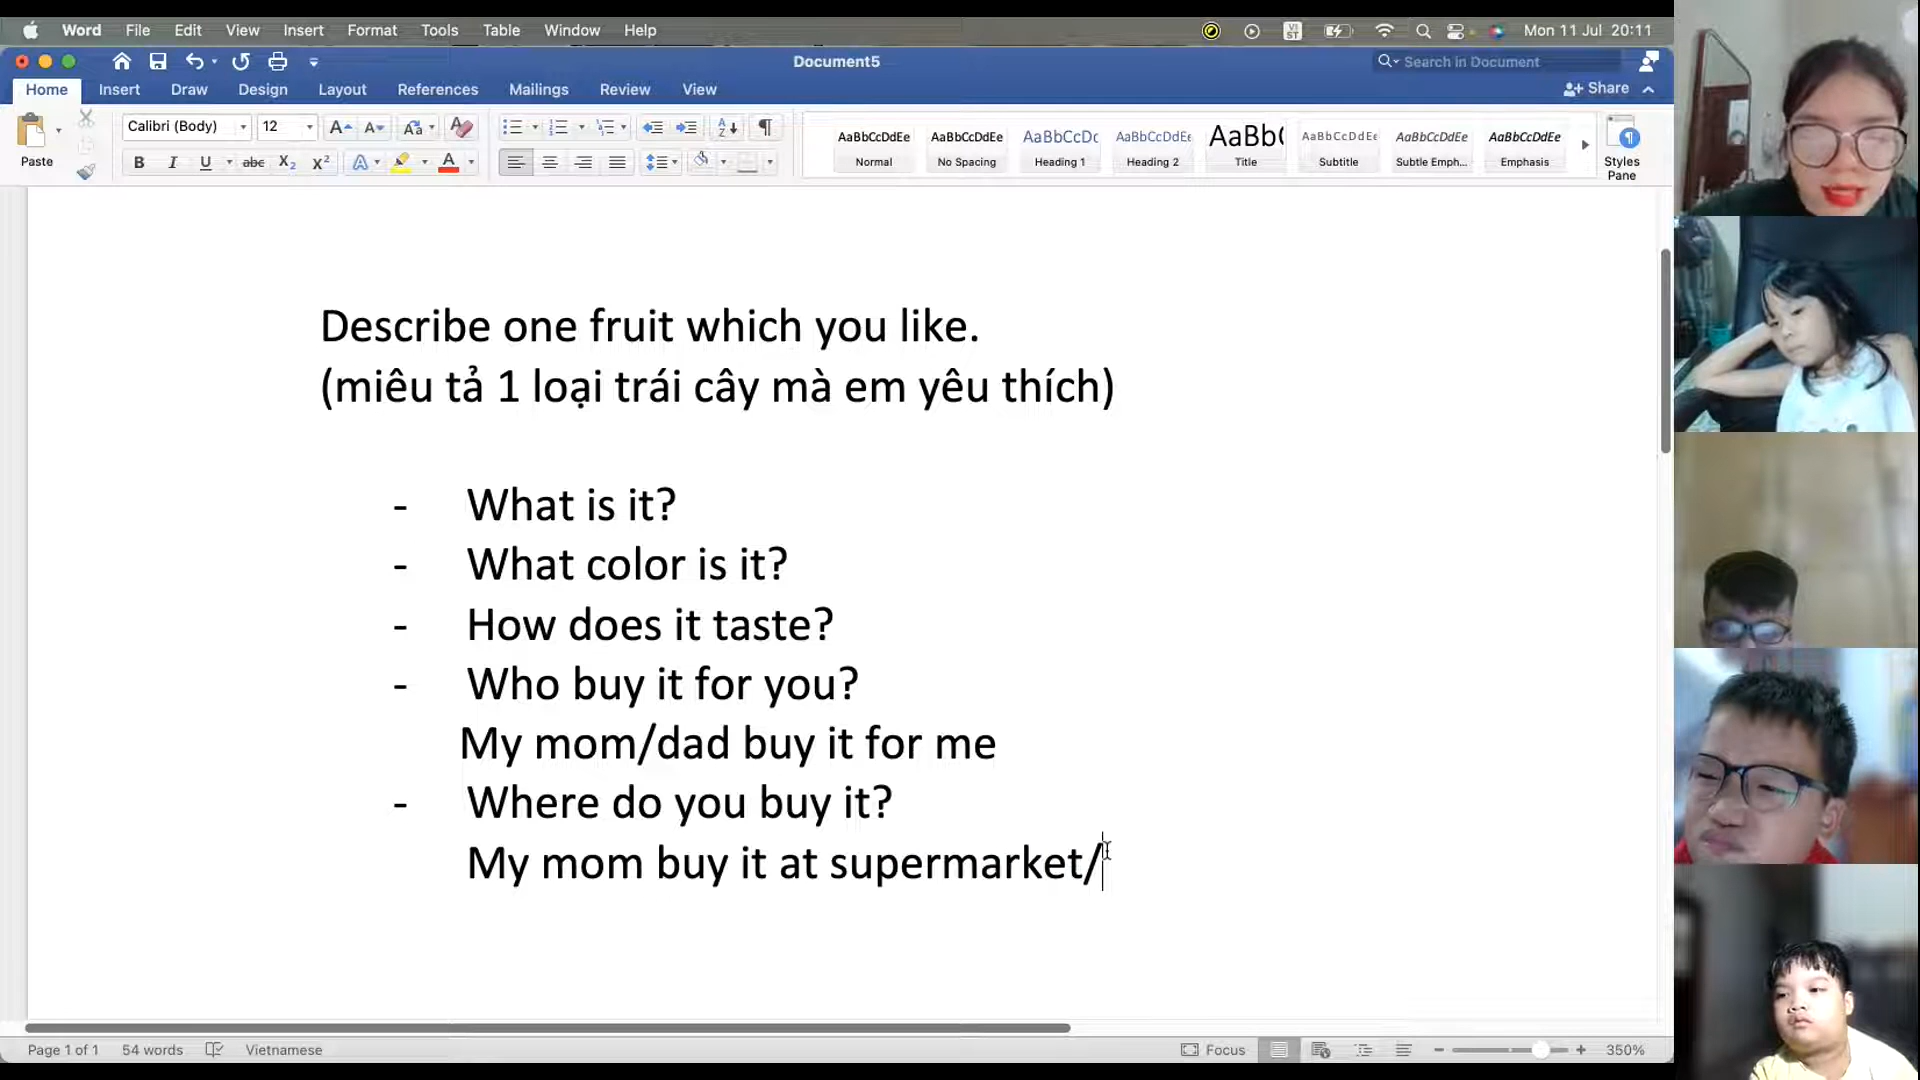 Word File Edit View Insert Format Tools Table Window Help Mon 11 Jul 20:11
Document5
Search in Document
Home Insert Draw Design Layout References Mailings Review View Share
Paste
Calibri (Body) 12
AaBbCcDdEe Normal
AaBbCcDdEe No Spacing
AaBbCcDc Heading 1
AaBbCcDdEe Heading 2
AaBb( Title
AaBbCcDdEe Subtitle
AaBbCcDdEe Subtle Emph...
AaBbCcDdEe Emphasis
Styles Pane
Describe one fruit which you like.
(miêu tả 1 loại trái cây mà em yêu thích)
- What is it?
- What color is it?
- How does it taste?
- Who buy it for you?
My mom/dad buy it for me
- Where do you buy it?
My mom buy it at supermarket/
Page 1 of 1 54 words Vietnamese Focus 350%